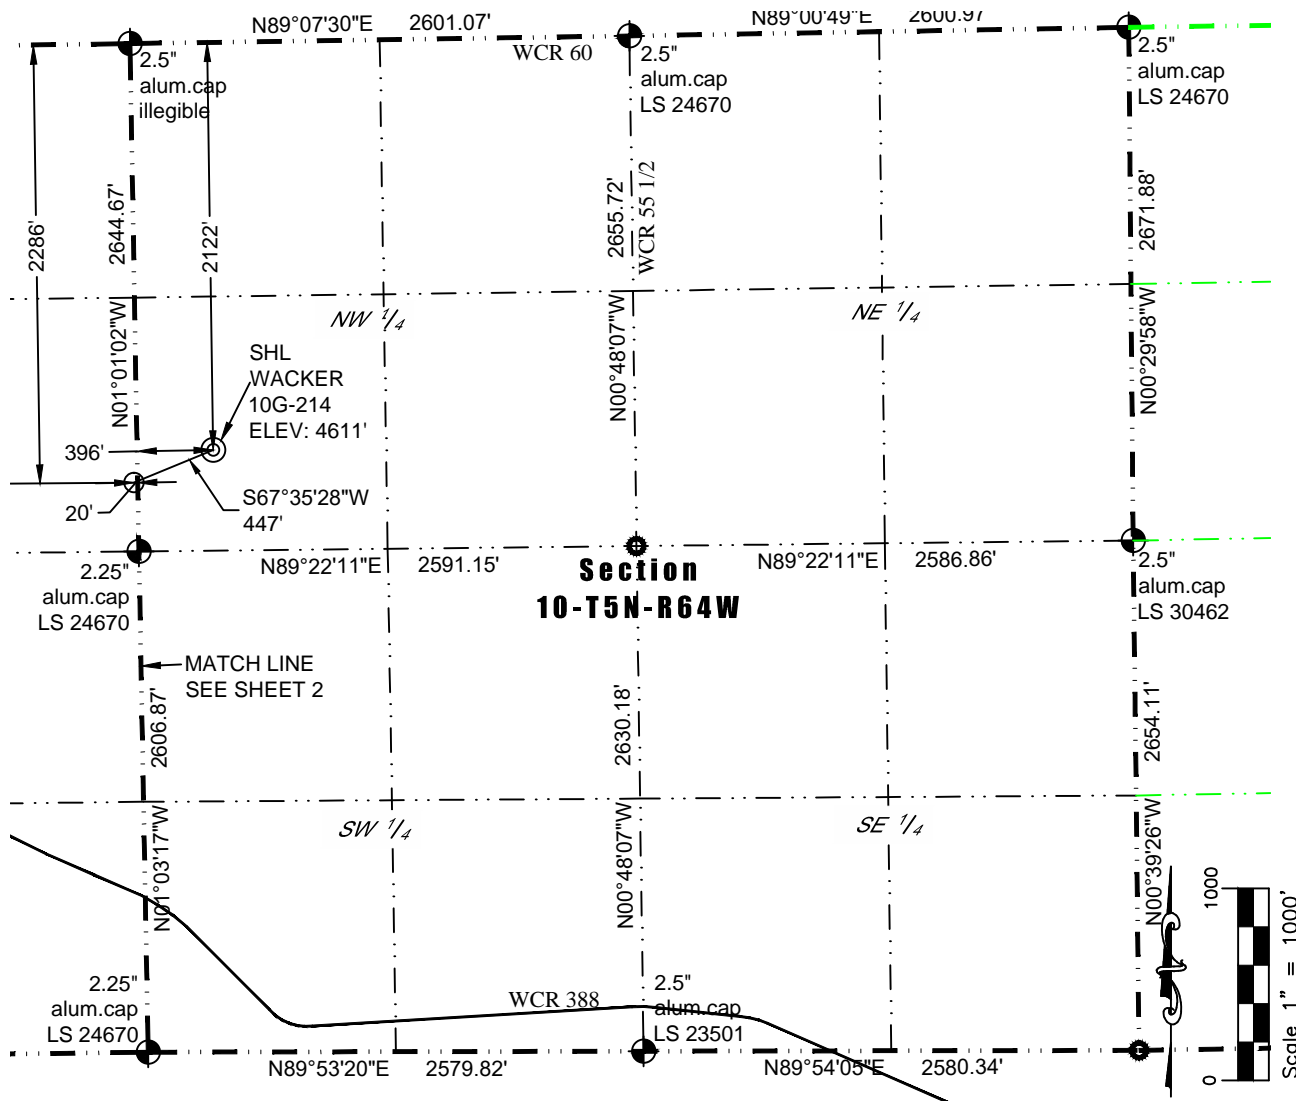 N89°07'30"E 2601.07'
N89°00'49"E 2600.97'
WCR 60
2.5"
alum.cap
illegible
2.5"
alum.cap
LS 24670
2.5"
alum.cap
LS 24670
2286'
2644.67'
2122'
2655.72'
WCR 55 1/2
2671.88'
N01°01'02"W
NW 1/4
N00°48'07"W
NE 1/4
N00°29'58"W
SHL
WACKER
10G-214
ELEV: 4611'
396'
20'
S67°35'28"W
447'
2.25"
alum.cap
LS 24670
N89°22'11"E 2591.15'
N89°22'11"E 2586.86'
2.5"
alum.cap
LS 30462
Section
10-T5N-R64W
MATCH LINE
SEE SHEET 2
2606.87'
2630.18'
2654.11'
N01°03'17"W
SW 1/4
N00°48'07"W
SE 1/4
N00°39'26"W
2.25"
alum.cap
LS 24670
WCR 388
2.5"
alum.cap
LS 23501
N89°53'20"E 2579.82'
N89°54'05"E 2580.34'
1000
0
Scale 1" = 1000'